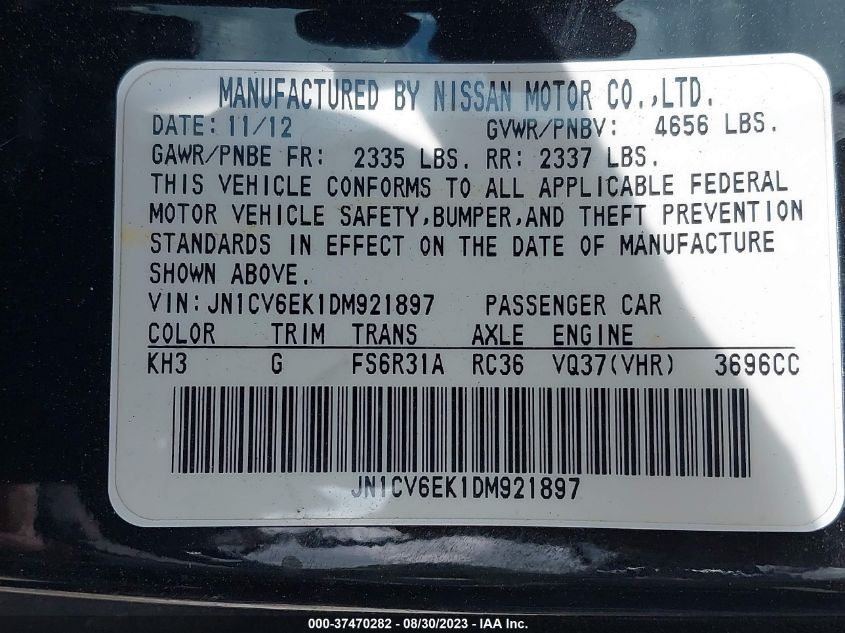 MANUFACTURED BY NISSAN MOTOR CO.,LTD.
DATE: 11/12 GVWR/PNBV: 4656 LBS.
GAWR/PNBE FR: 2335 LBS. RR: 2337 LBS.
THIS VEHICLE CONFORMS TO ALL APPLICABLE FEDERAL
MOTOR VEHICLE SAFETY,BUMPER,AND THEFT PREVENTION
STANDARDS IN EFFECT ON THE DATE OF MANUFACTURE
SHOWN ABOVE.
VIN:JN1CV6EK1DM921897 PASSENGER CAR
COLOR TRIM TRANS AXLE ENGINE
KH3 G FS6R31A RC36 VQ37(VHR) 3696CC
JN1CV6EK1DM921897
000-37470282 - 08/30/2023 - IAA Inc.